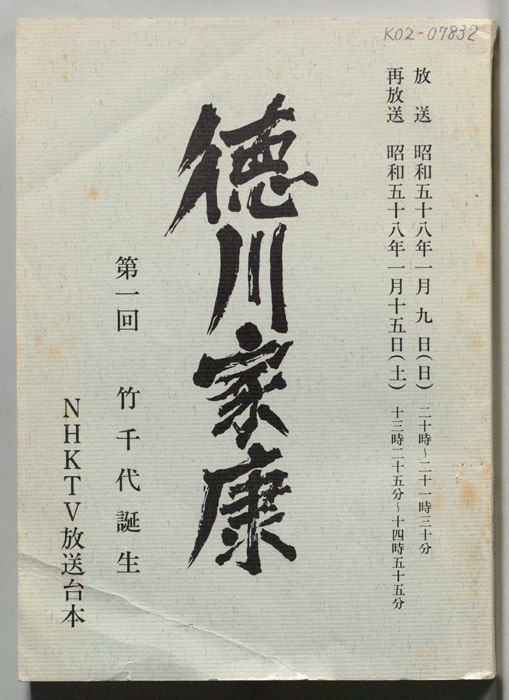 K02-07832
放送 昭和五十八年一月九日(日) 二十時～二十一時三十分
再放送 昭和五十八年一月十五日(土) 十三時二十五分～十四時五十五分
徳川家康
第一回 竹千代誕生
NHKTV放送台本